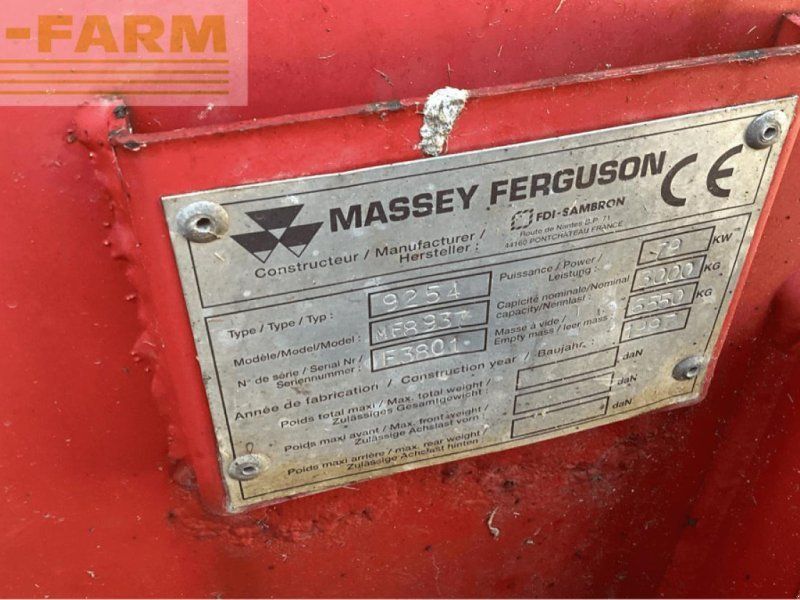 -FARM
MASSEY FERGUSON CE
FDI-SAMBRON
Route de Nantes B.P. 71
44160 PONTCHÂTEAU FRANCE
Constructeur / Manufacturer /
Hersteller :
Type / Type / Typ : 9254
Modèle/Model/Model : MF8937
N° de série / Serial Nr /
Seriennummer : F3801
Puissance / Power /
Leistung : 79 KW
Capicité nominale/Nominal
capacity/Nennlast : 3000 KG
Masse à vide /
Empty mass / leer mass : KG
Année de fabrication / Construction year / Baujahr :
Poids total maxi / Max. total weight /
Zulässiges Gesamtgewicht : daN
Poids maxi avant / Max. front weight /
Zulässige Achslast vorn : daN
Poids maxi arrière / max. rear weight /
Zulässige Achslast hinten : daN